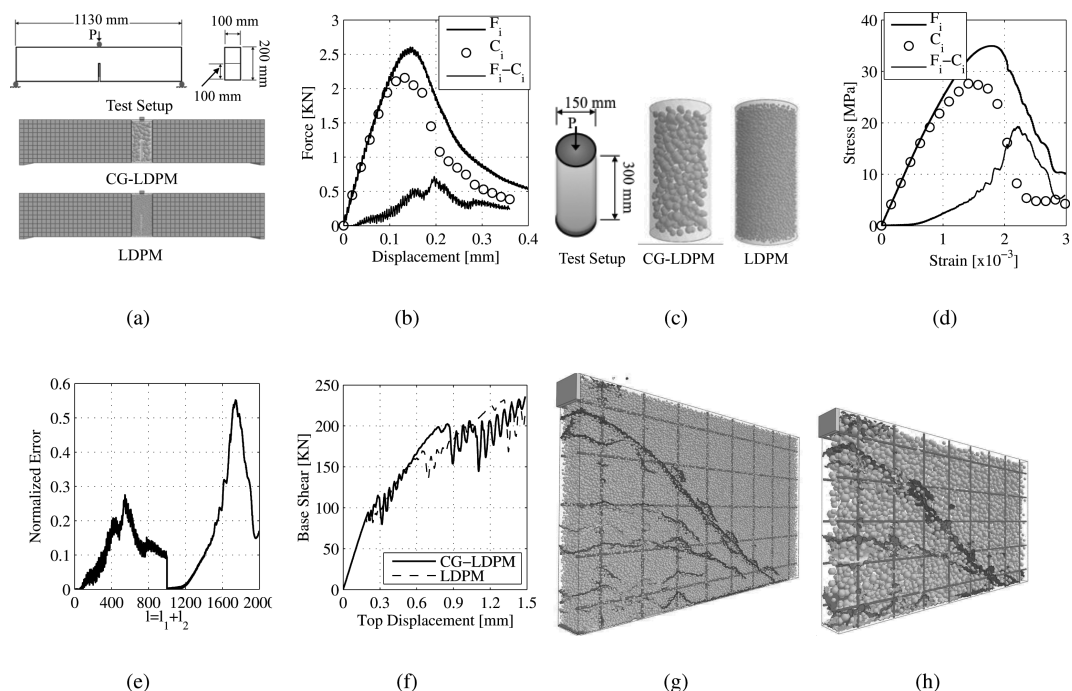 1130 mm
P
100 mm
200 mm
100 mm
Test Setup
CG-LDPM
LDPM
(a)
3
2.5
2
1.5
1
0.5
0
Force [KN]
F_i
C_i
F_i−C_i
0 0.1 0.2 0.3 0.4
Displacement [mm]
(b)
150 mm
P
300 mm
Test Setup CG-LDPM LDPM
(c)
40
30
20
10
0
Stress [MPa]
F_i
C_i
F_i−C_i
0 1 2 3
Strain [x10⁻³]
(d)
0.6
0.5
0.4
0.3
0.2
0.1
0
Normalized Error
0 400 800 1200 1600 2000
l=l₁+l₂
(e)
250
200
150
100
50
0
Base Shear [KN]
CG−LDPM
LDPM
0 0.3 0.6 0.9 1.2 1.5
Top Displacement [mm]
(f)
(g)
(h)